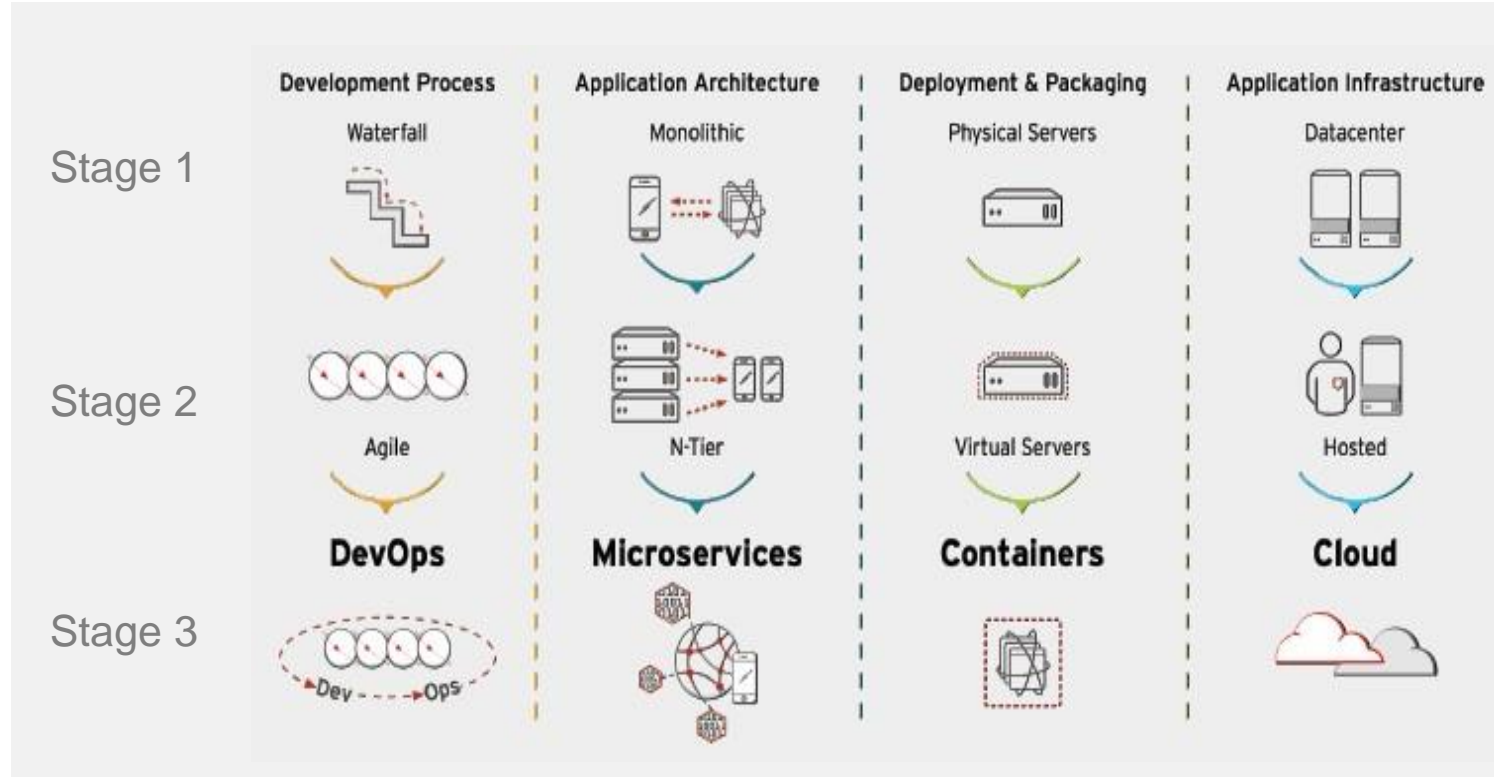 Development Process
Application Architecture
Deployment & Packaging
Application Infrastructure
Stage 1
Waterfall
Monolithic
Physical Servers
Datacenter
Stage 2
Agile
N-Tier
Virtual Servers
Hosted
DevOps
Microservices
Containers
Cloud
Stage 3
Dev
Ops